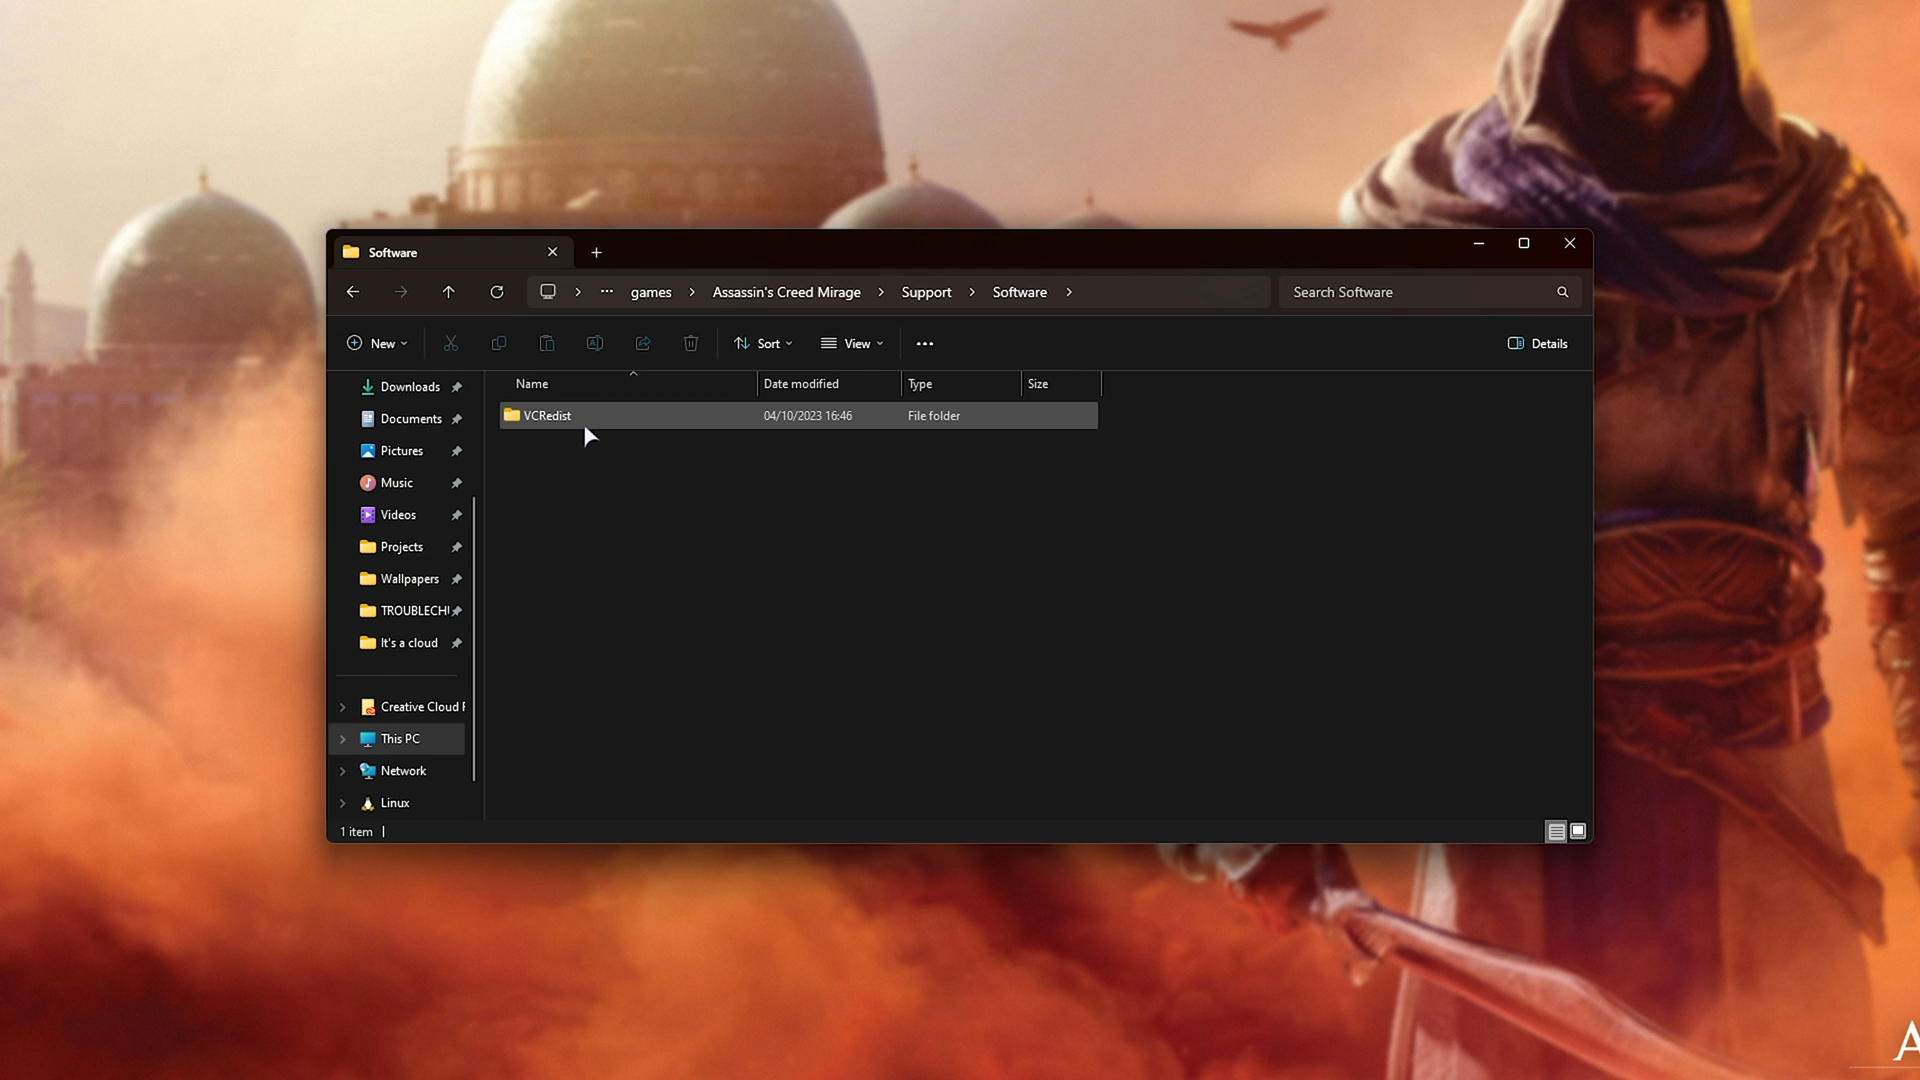 Software
games
Assassin's Creed Mirage
Support
Software
Search Software
New
Sort
View
Details
Name
Date modified
Type
Size
VCRedist
04/10/2023 16:46
File folder
Downloads
Documents
Pictures
Music
Videos
Projects
Wallpapers
TROUBLECH
It's a cloud
Creative Cloud F
This PC
Network
Linux
1 item
A